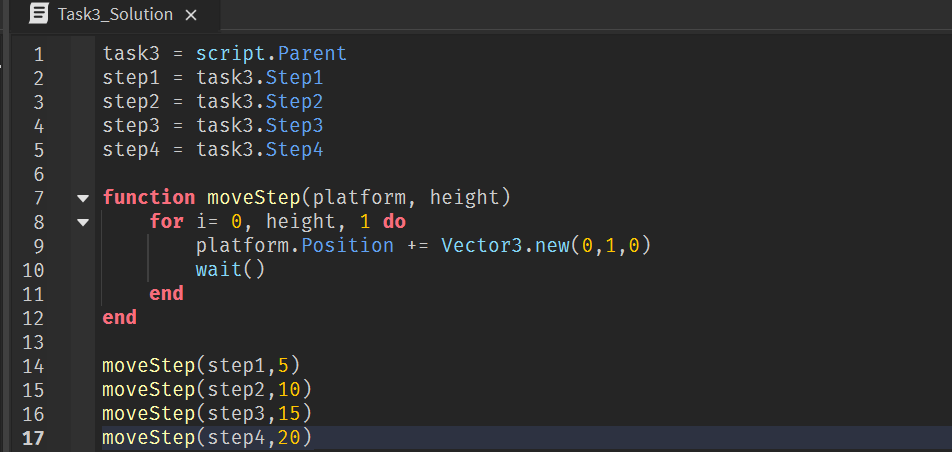 Task3_Solution ×
1 task3 = script.Parent
2 step1 = task3.Step1
3 step2 = task3.Step2
4 step3 = task3.Step3
5 step4 = task3.Step4
6
7 function moveStep(platform, height)
8     for i= 0, height, 1 do
9         platform.Position += Vector3.new(0,1,0)
10         wait()
11     end
12 end
13
14 moveStep(step1,5)
15 moveStep(step2,10)
16 moveStep(step3,15)
17 moveStep(step4,20)